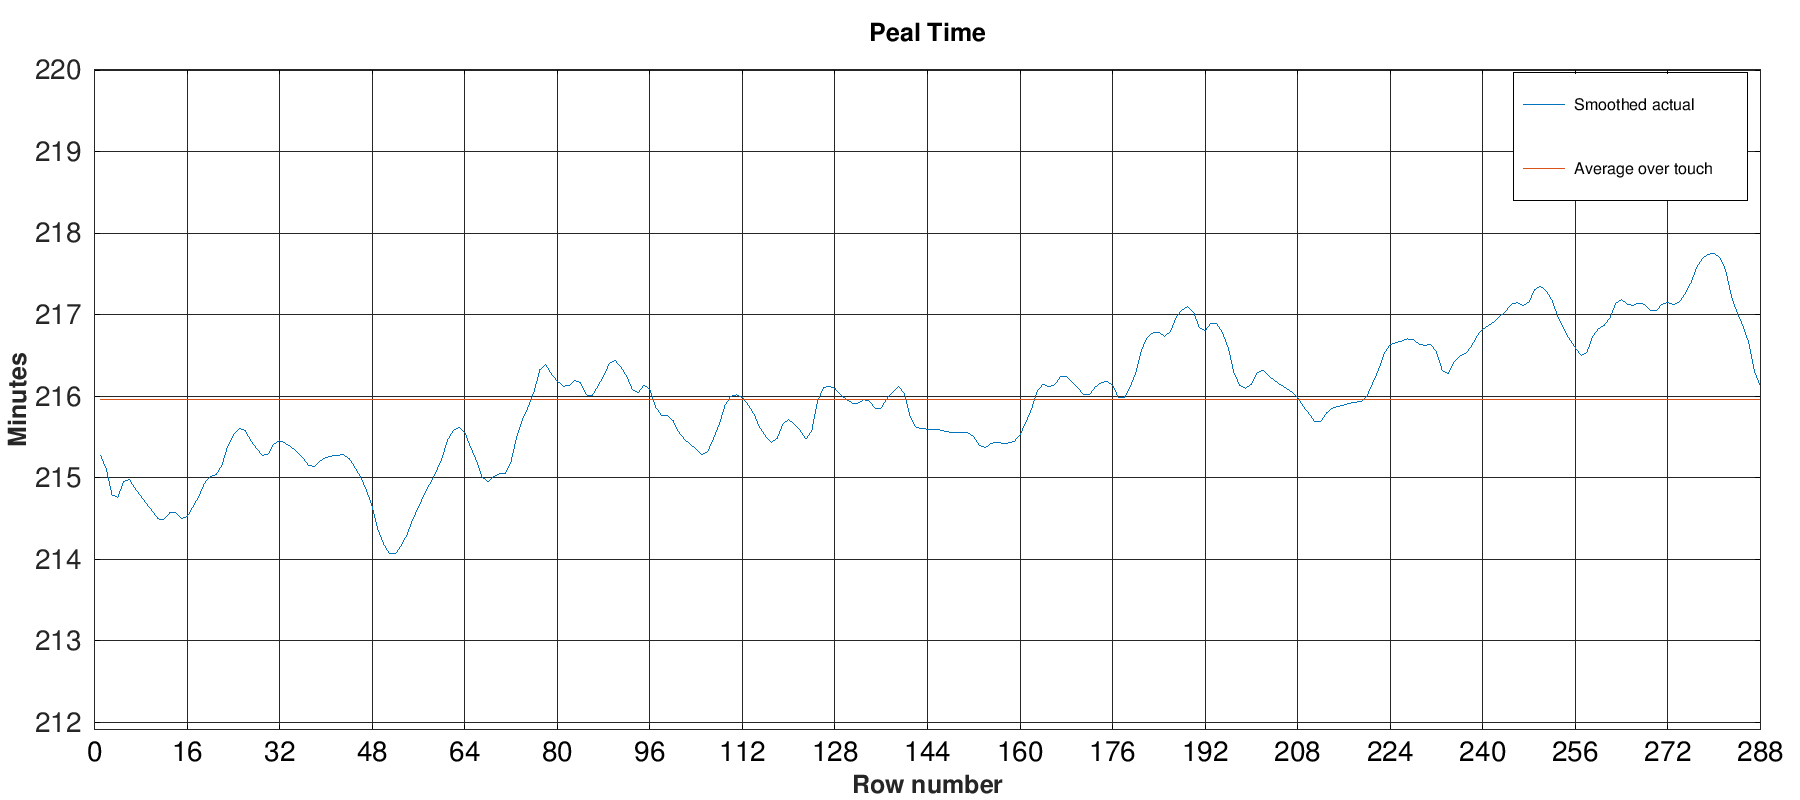 Peal Time
220
219
218
217
216
215
214
213
212
Minutes
Smoothed actual
Average over touch
0 16 32 48 64 80 96 112 128 144 160 176 192 208 224 240 256 272 288
Row number